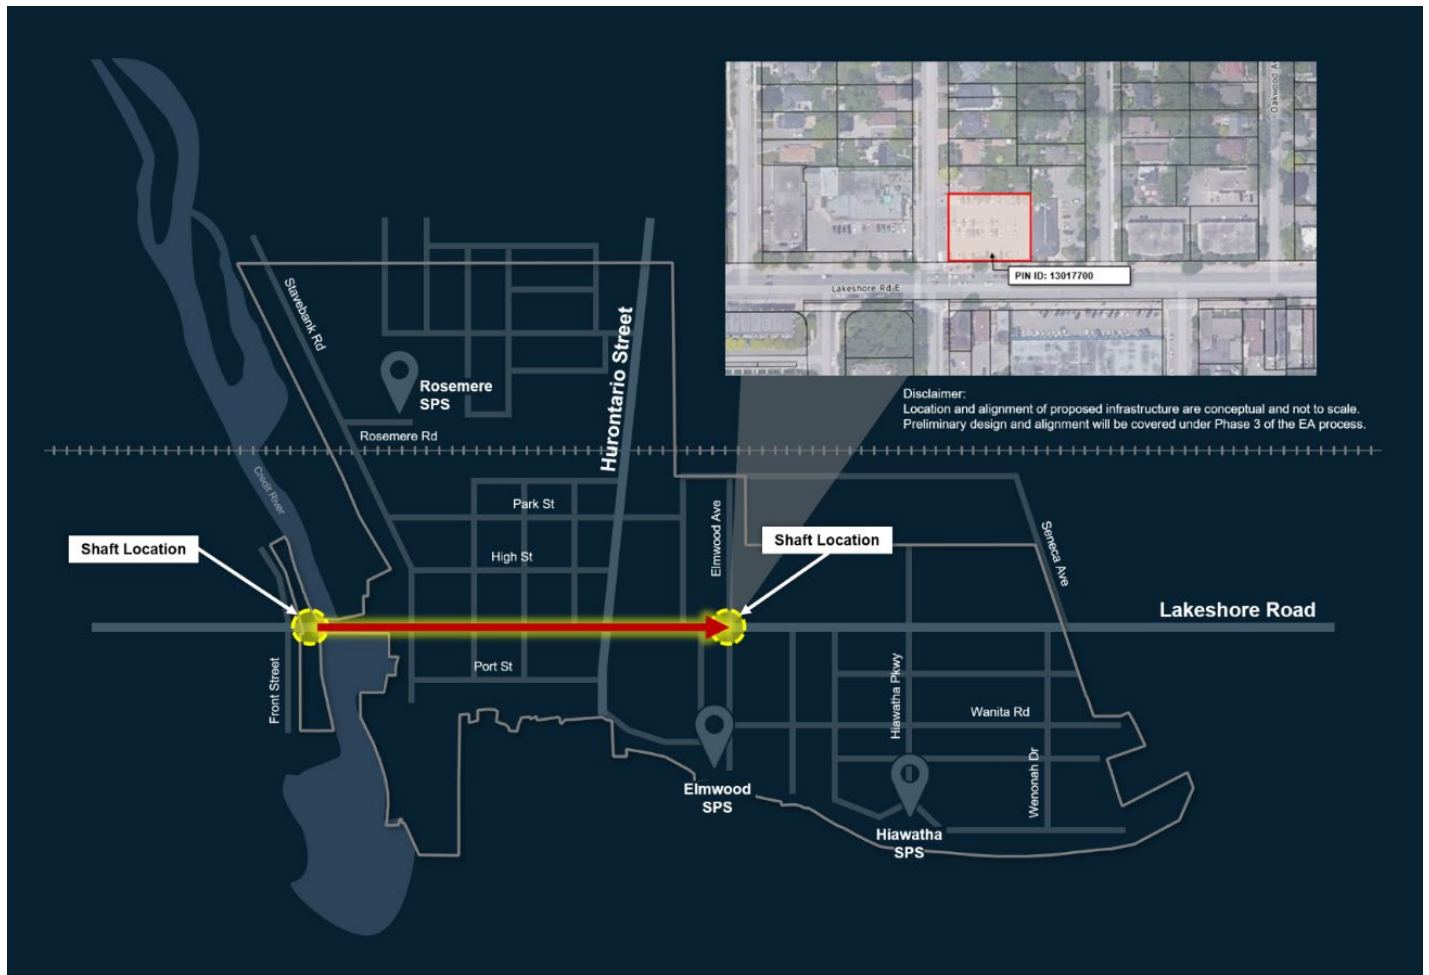 Oakwood Av
PIN ID: 13017700
Lakeshore Rd E
Disclaimer:
Location and alignment of proposed infrastructure are conceptual and not to scale.
Preliminary design and alignment will be covered under Phase 3 of the EA process.
Stavebank Rd
Hurontario Street
Rosemere
SPS
Rosemere Rd
Credit River
Park St
High St
Elmwood Ave
Shaft Location
Shaft Location
Seneca Ave
Lakeshore Road
Front Street
Port St
Hiawatha Pkwy
Wanita Rd
Wenonah Dr
Elmwood
SPS
Hiawatha
SPS